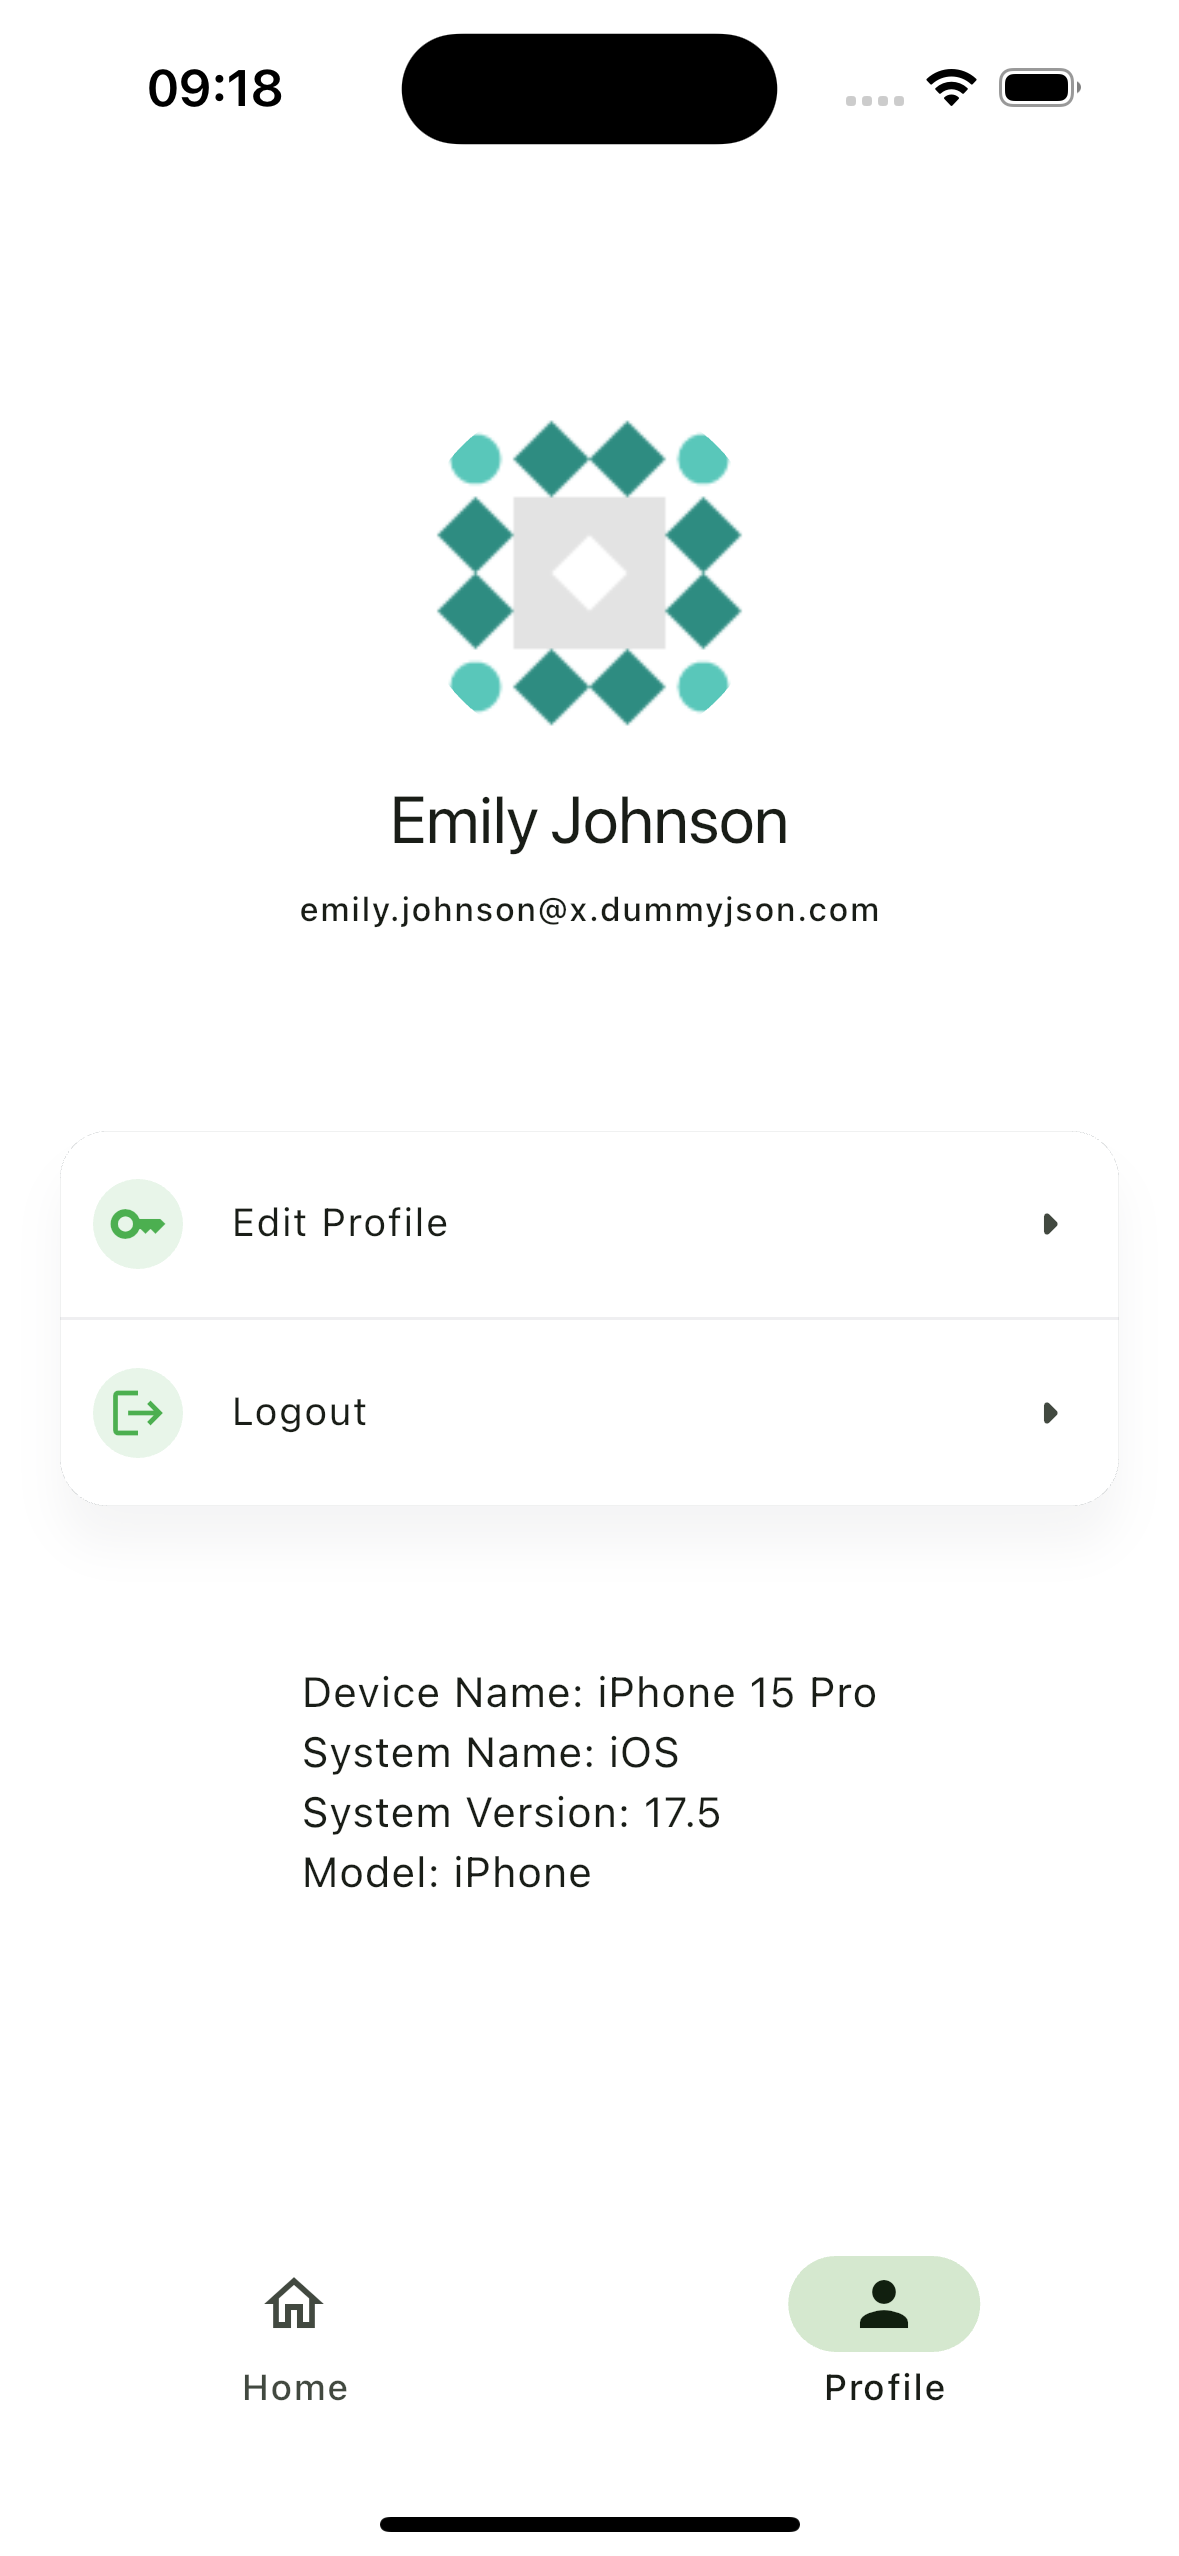 09:18
Emily Johnson
emily.johnson@x.dummyjson.com
Edit Profile
Logout
Device Name: iPhone 15 Pro
System Name: iOS
System Version: 17.5
Model: iPhone
Home
Profile